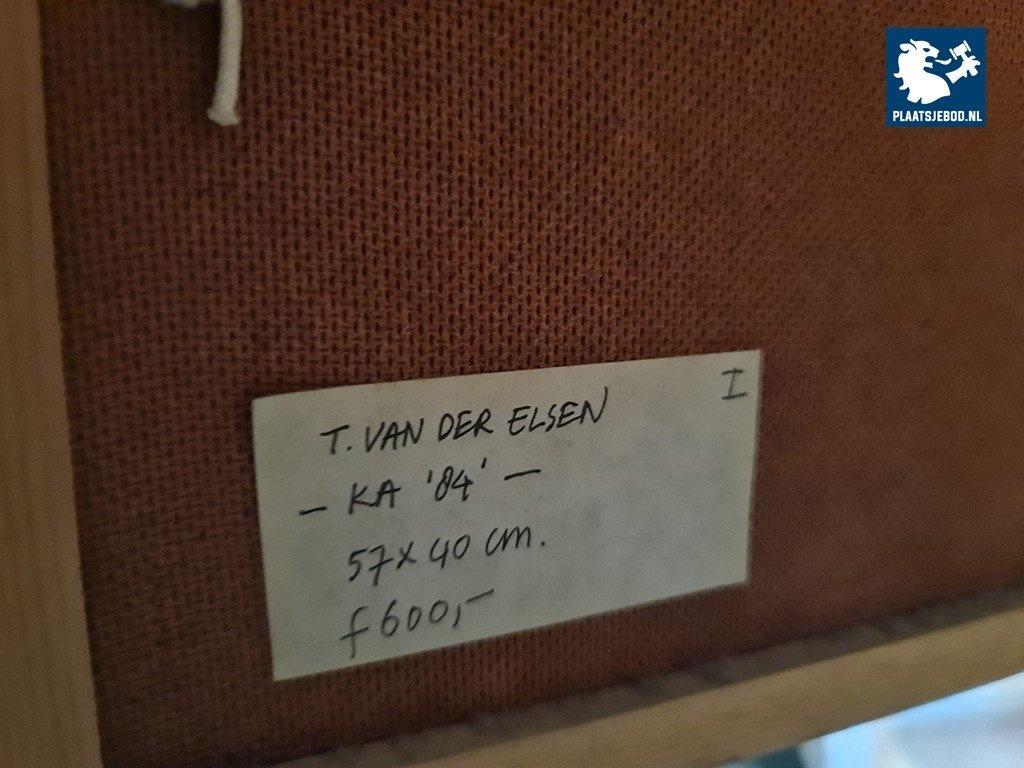 PLAATSJEBOD.NL
I
T. VAN DER ELSEN
- KA '84' -
57 x 40 cm.
f 600,-